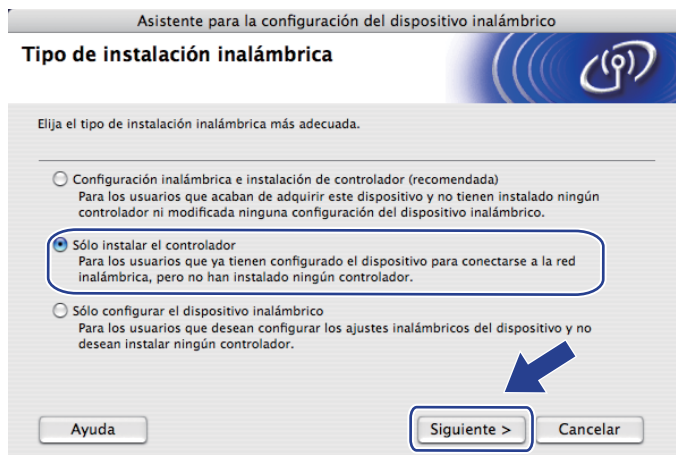 Asistente para la configuración del dispositivo inalámbrico
Tipo de instalación inalámbrica
Elija el tipo de instalación inalámbrica más adecuada.
Configuración inalámbrica e instalación de controlador (recomendada)
Para los usuarios que acaban de adquirir este dispositivo y no tienen instalado ningún
controlador ni modificada ninguna configuración del dispositivo inalámbrico.
Sólo instalar el controlador
Para los usuarios que ya tienen configurado el dispositivo para conectarse a la red
inalámbrica, pero no han instalado ningún controlador.
Sólo configurar el dispositivo inalámbrico
Para los usuarios que desean configurar los ajustes inalámbricos del dispositivo y no
desean instalar ningún controlador.
Ayuda
Siguiente >
Cancelar